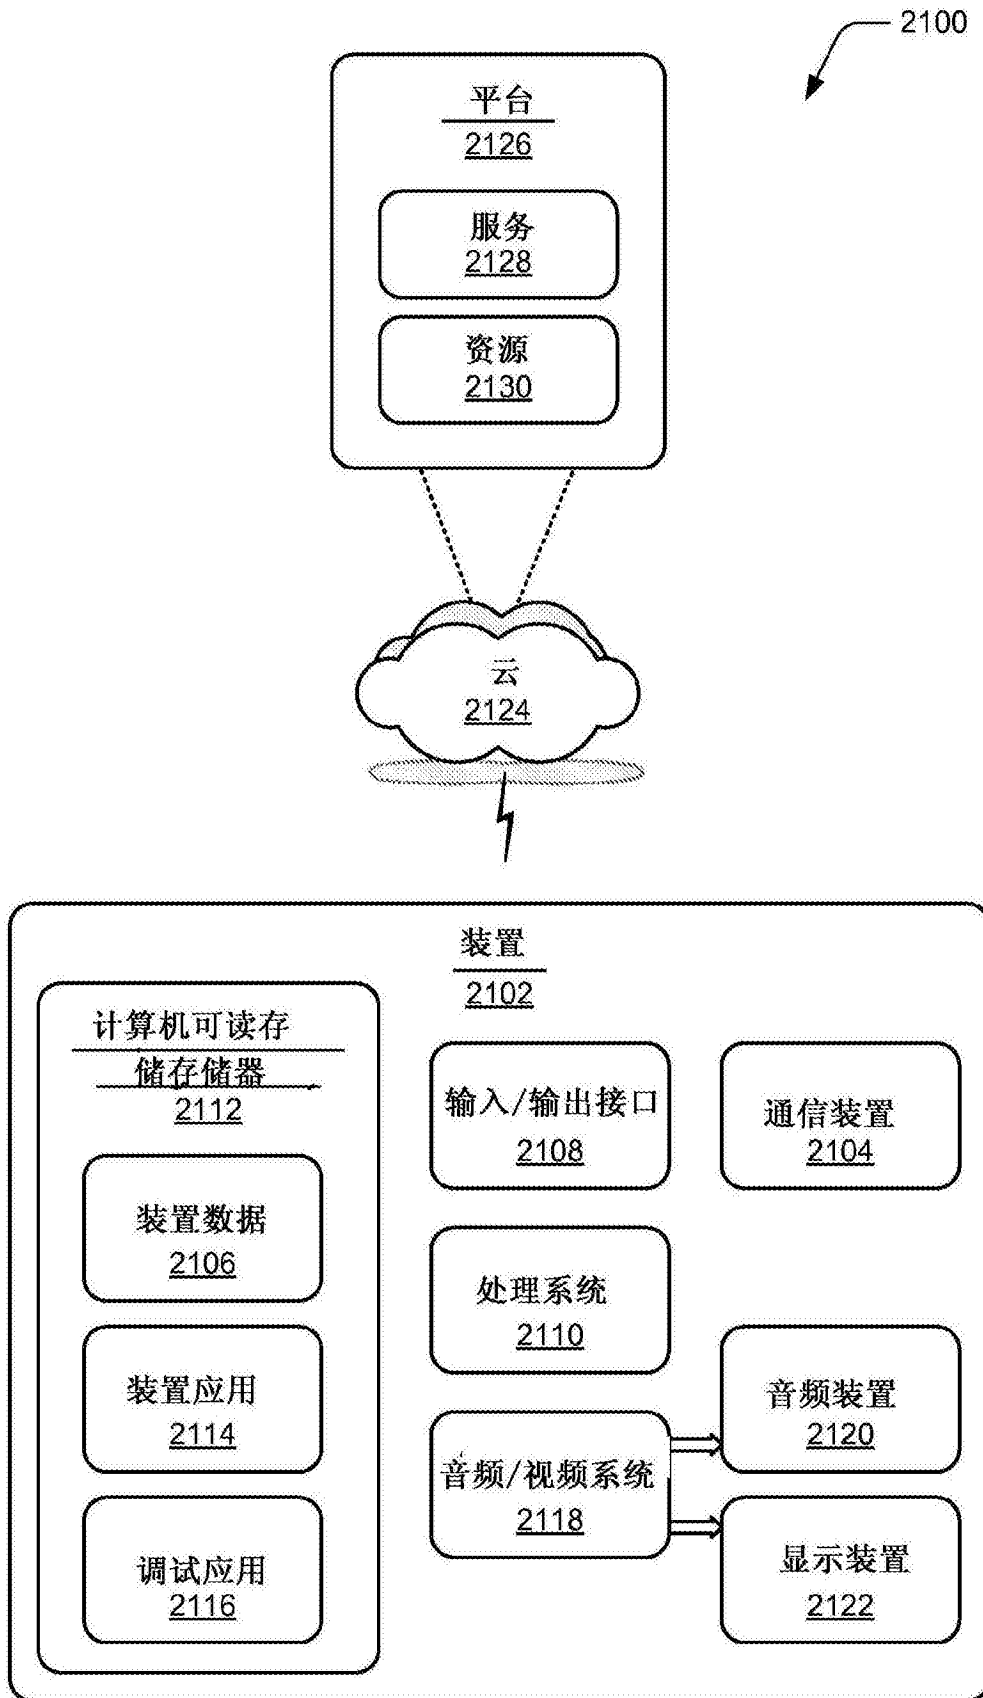 2100
平台
2126
服务
2128
资源
2130
云
2124
装置
2102
计算机可读存
储存储器
2112
装置数据
2106
装置应用
2114
调试应用
2116
输入/输出接口
2108
通信装置
2104
处理系统
2110
音频/视频系统
2118
音频装置
2120
显示装置
2122